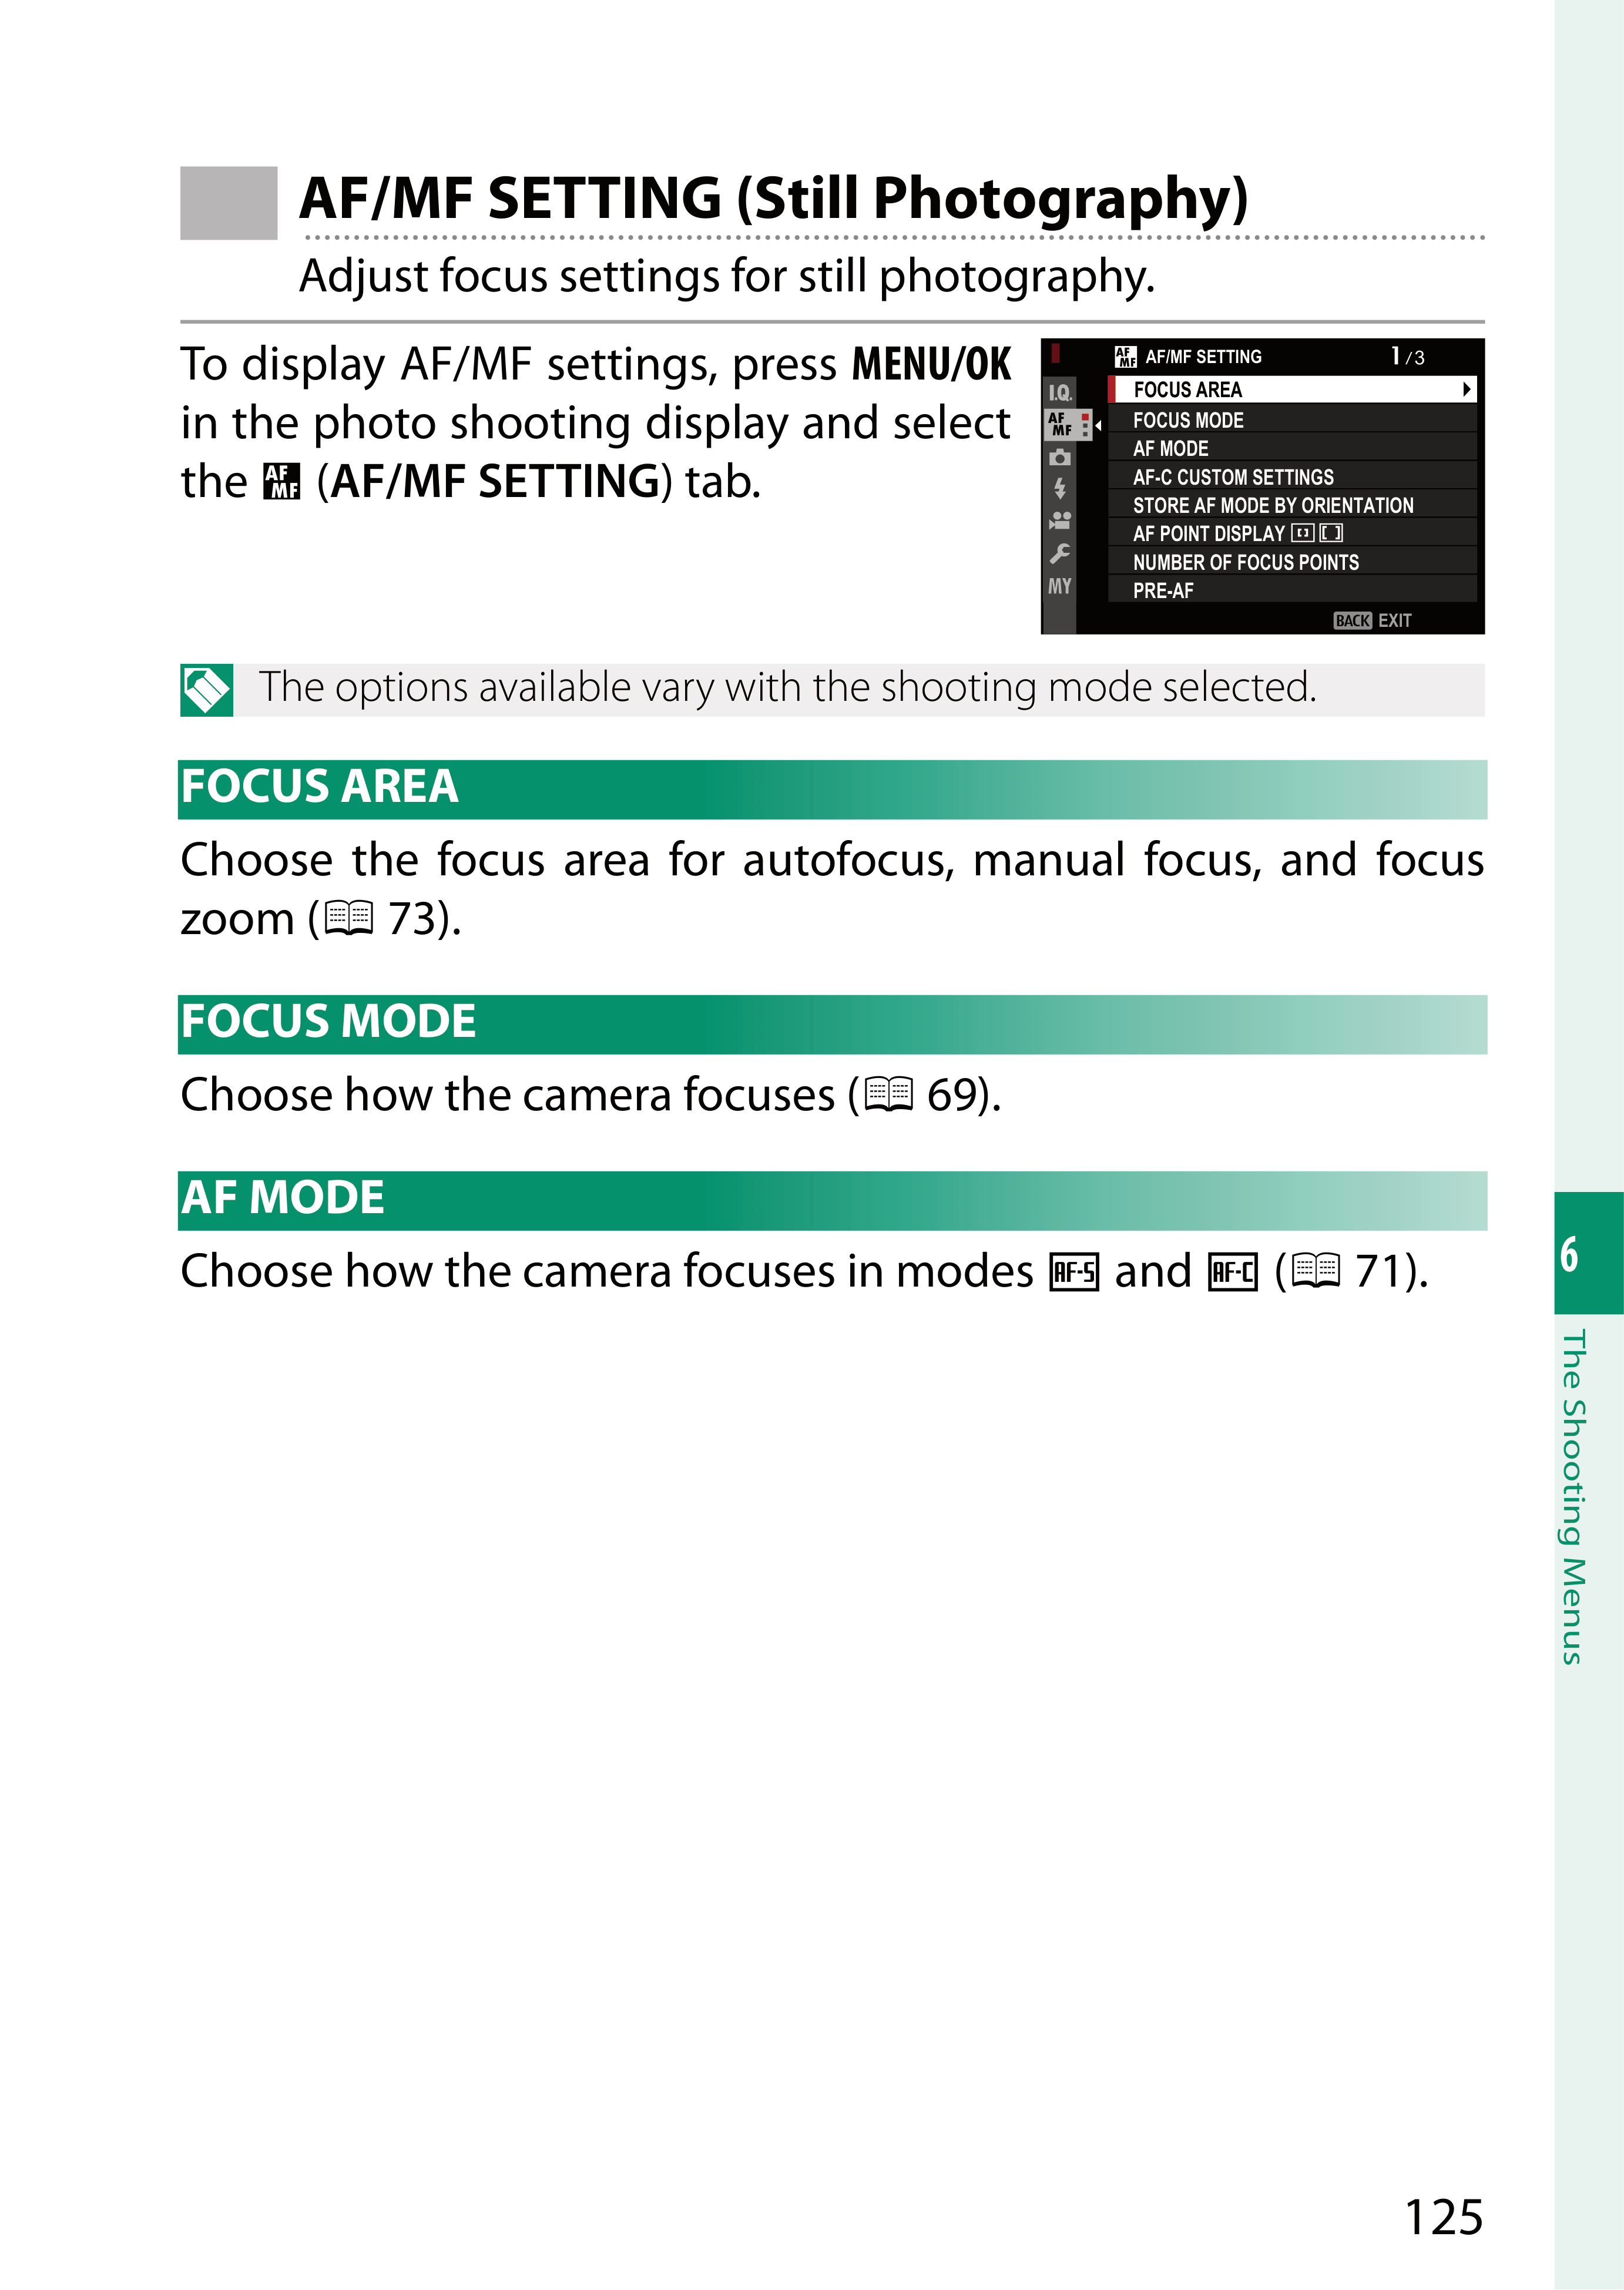 AF/MF SETTING (Still Photography)
Adjust focus settings for still photography.
To display AF/MF settings, press MENU/OK
in the photo shooting display and select
the AF MF (AF/MF SETTING) tab.
AF MF AF/MF SETTING 1/3
I.Q.
AF MF
MY
FOCUS AREA
FOCUS MODE
AF MODE
AF-C CUSTOM SETTINGS
STORE AF MODE BY ORIENTATION
AF POINT DISPLAY
NUMBER OF FOCUS POINTS
PRE-AF
BACK EXIT
The options available vary with the shooting mode selected.
FOCUS AREA
Choose the focus area for autofocus, manual focus, and focus
zoom ( 73).
FOCUS MODE
Choose how the camera focuses ( 69).
AF MODE
Choose how the camera focuses in modes AF-S and AF-C ( 71).
6
The Shooting Menus
125